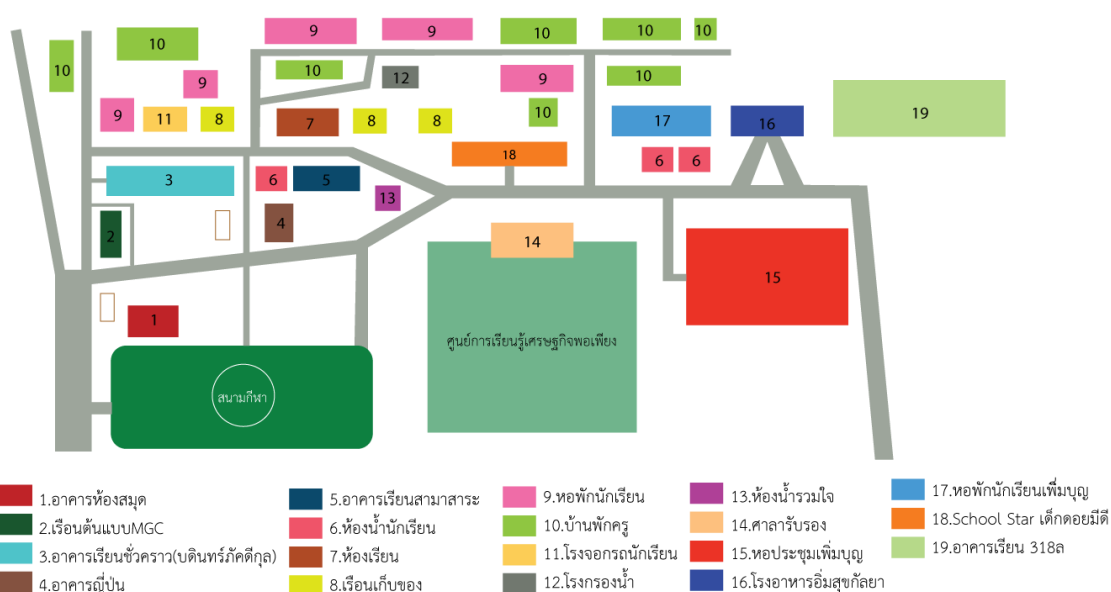 9
9
10
10
10
10
10
10
12
9
10
9
9
11
8
7
8
8
10
17
16
19
18
6
6
3
6
5
13
4
2
14
15
1
ศูนย์การเรียนรู้เศรษฐกิจพอเพียง
สนามกีฬา
1.อาคารห้องสมุด
2.เรือนต้นแบบMGC
3.อาคารเรียนชั่วคราว(บดินทร์ภัคดีกุล)
4.อาคารญี่ปุ่น
5.อาคารเรียนสามาสาระ
6.ห้องน้ำนักเรียน
7.ห้องเรียน
8.เรือนเก็บของ
9.หอพักนักเรียน
10.บ้านพักครู
11.โรงจอดรถนักเรียน
12.โรงกรองน้ำ
13.ห้องน้ำรวมใจ
14.ศาลารับรอง
15.หอประชุมเพิ่มบุญ
16.โรงอาหารอิ่มสุขกัลยา
17.หอพักนักเรียนเพิ่มบุญ
18.School Star เด็กดอยมีดี
19.อาคารเรียน 318ล